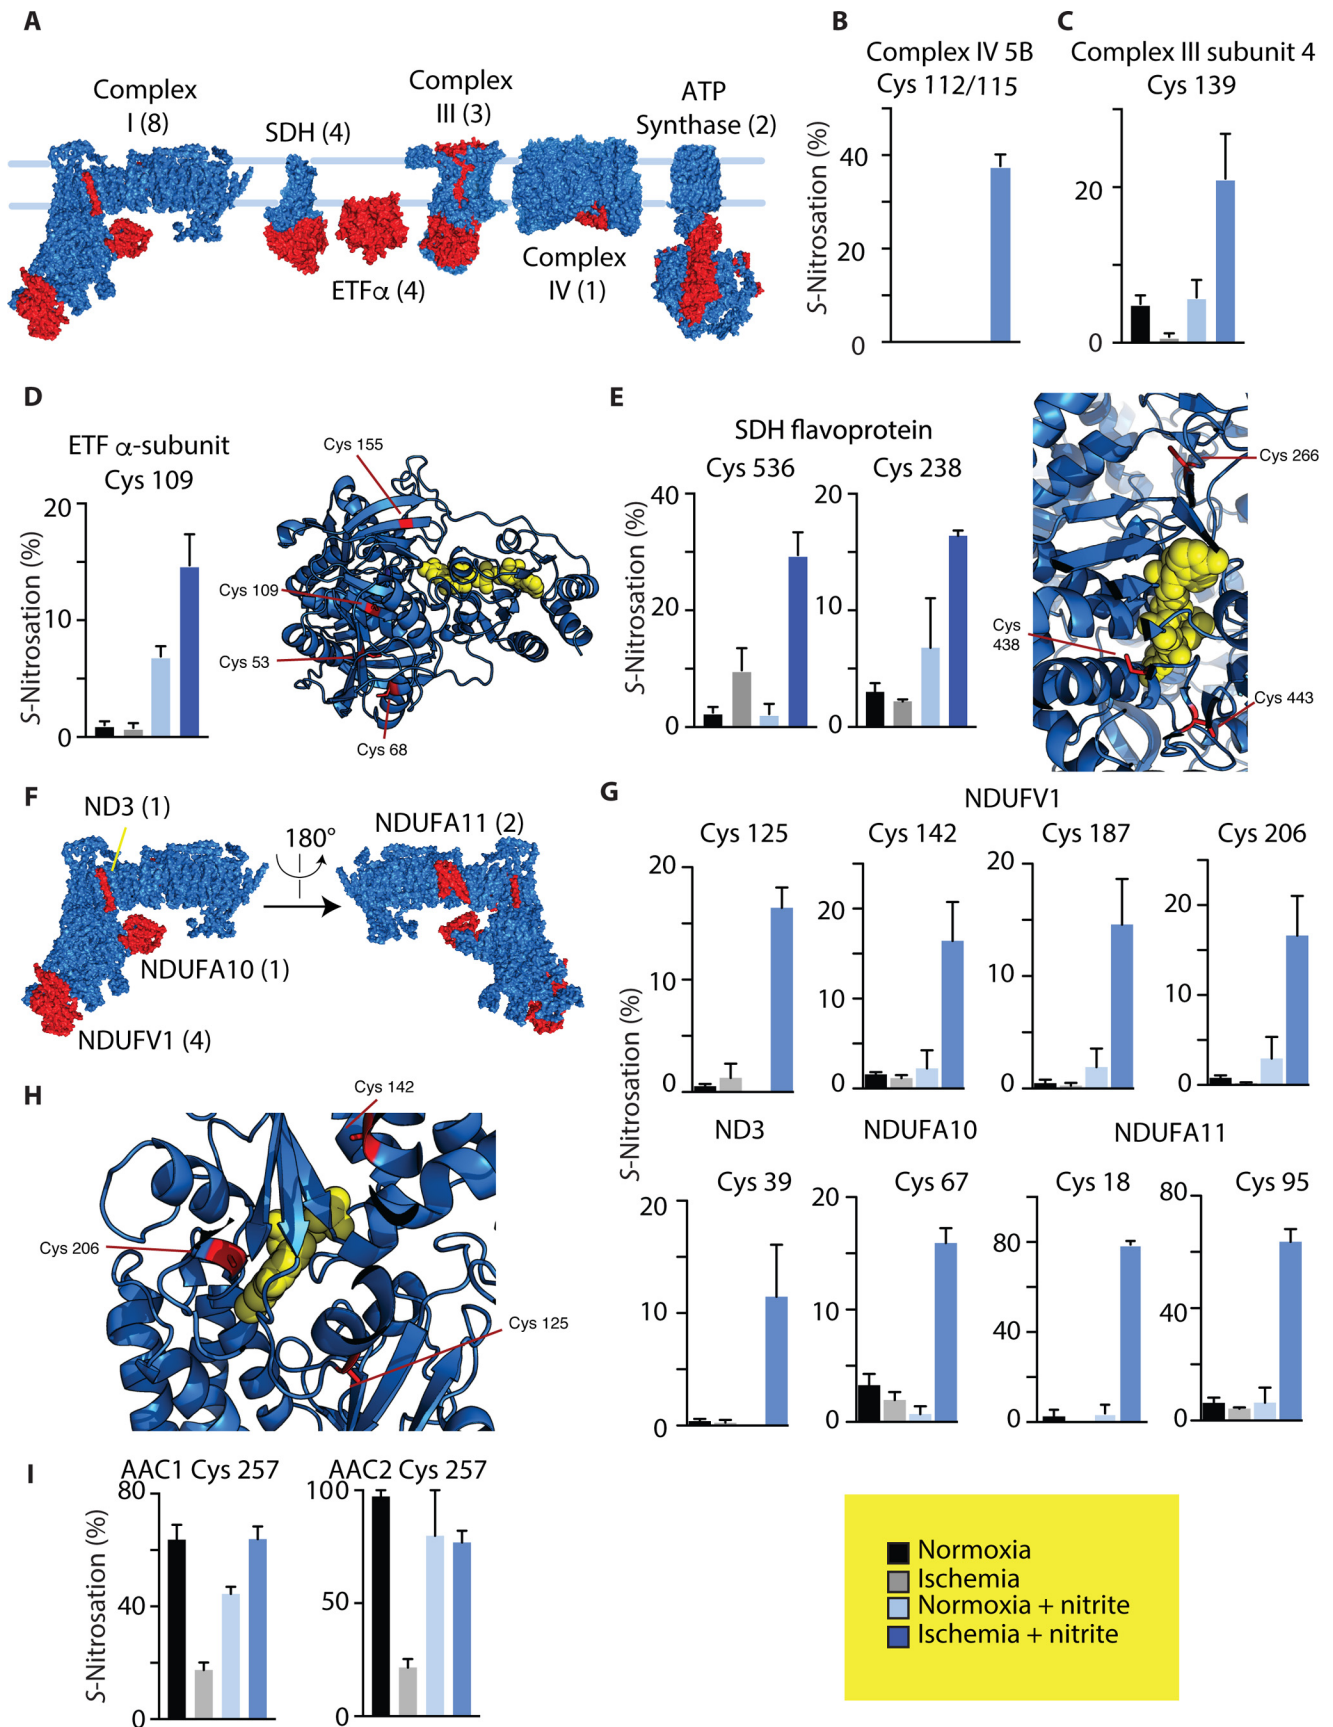 A
Complex
I (8)
SDH (4)
Complex
III (3)
ATP
Synthase (2)
ETFα (4)
Complex
IV (1)
B
Complex IV 5B
Cys 112/115
S-Nitrosation (%)
40
20
0
C
Complex III subunit 4
Cys 139
20
0
D
ETF α-subunit
Cys 109
S-Nitrosation (%)
20
10
0
Cys 155
Cys 109
Cys 53
Cys 68
E
SDH flavoprotein
Cys 536
Cys 238
S-Nitrosation (%)
40
20
0
20
10
0
Cys 266
Cys
438
Cys 443
F
ND3 (1)
180°
NDUFA11 (2)
NDUFA10 (1)
NDUFV1 (4)
G
NDUFV1
Cys 125
Cys 142
Cys 187
Cys 206
S-Nitrosation (%)
20
10
0
20
10
0
20
10
0
20
10
0
ND3
NDUFA10
NDUFA11
Cys 39
Cys 67
Cys 18
Cys 95
20
10
0
20
10
0
80
40
0
80
40
0
H
Cys 142
Cys 206
Cys 125
I
AAC1 Cys 257
AAC2 Cys 257
S-Nitrosation (%)
80
40
0
100
50
0
Normoxia
Ischemia
Normoxia + nitrite
Ischemia + nitrite